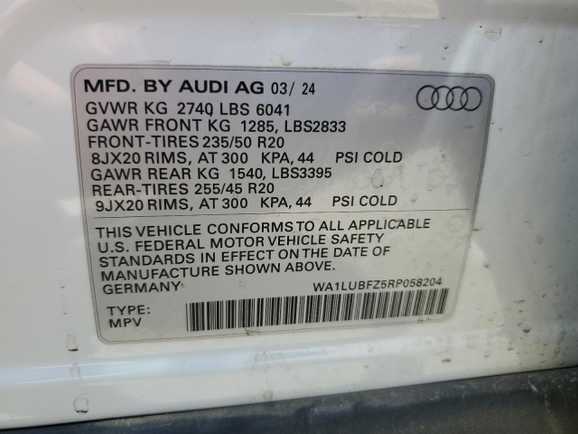 MFD. BY AUDI AG 03/ 24
GVWR KG 2740 LBS 6041
GAWR FRONT KG 1285, LBS2833
FRONT-TIRES 235/50 R20
8JX20 RIMS, AT 300 KPA, 44 PSI COLD
GAWR REAR KG 1540, LBS3395
REAR-TIRES 255/45 R20
9JX20 RIMS, AT 300 KPA, 44 PSI COLD
THIS VEHICLE CONFORMS TO ALL APPLICABLE
U.S. FEDERAL MOTOR VEHICLE SAFETY
STANDARDS IN EFFECT ON THE DATE OF
MANUFACTURE SHOWN ABOVE.
GERMANY
WA1LUBFZ5RP058204
TYPE:
MPV